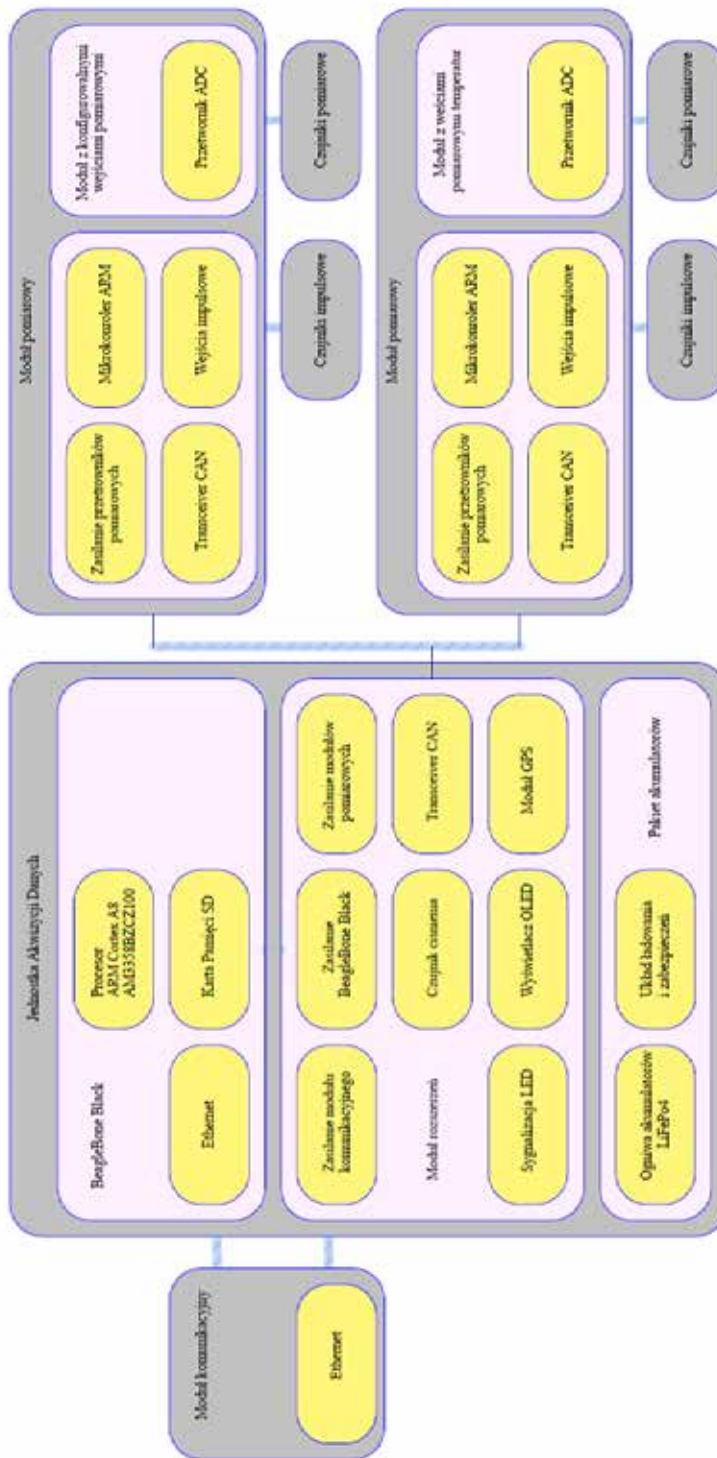 Moduł komunikacyjny
Ethernet
Jednostka Akwizycji Danych
BeagleBone Black
Procesor
ARM Cortex A8
AM3358BZCZ100
Ethernet
Karta Pamięci SD
Zasilanie modułu
komunikacyjnego
Zasilanie
BeagleBone Black
Zasilanie modułów
pomiarowych
Moduł rozszerzeń
Czujnik ciśnienia
Transceiver CAN
Sygnalizacja LED
Wyświetlacz OLED
Moduł GPS
Ogniwa akumulatorów
LiFePo4
Układ ładowania
i zabezpieczeń
Pakiet akumulatorów
Moduł pomiarowy
Zasilanie przetworników
pomiarowych
Mikrokonroler ARM
Moduł z konfigurowalnymi
wejściami pomiarowymi
Transceiver CAN
Wejścia impulsowe
Przetwornik ADC
Czujniki impulsowe
Czujniki pomiarowe
Moduł pomiarowy
Zasilanie przetworników
pomiarowych
Mikrokonroler ARM
Moduł z weściami
pomiarowymi temperatur
Transceiver CAN
Wejścia impulsowe
Przetwornik ADC
Czujniki impulsowe
Czujniki pomiarowe